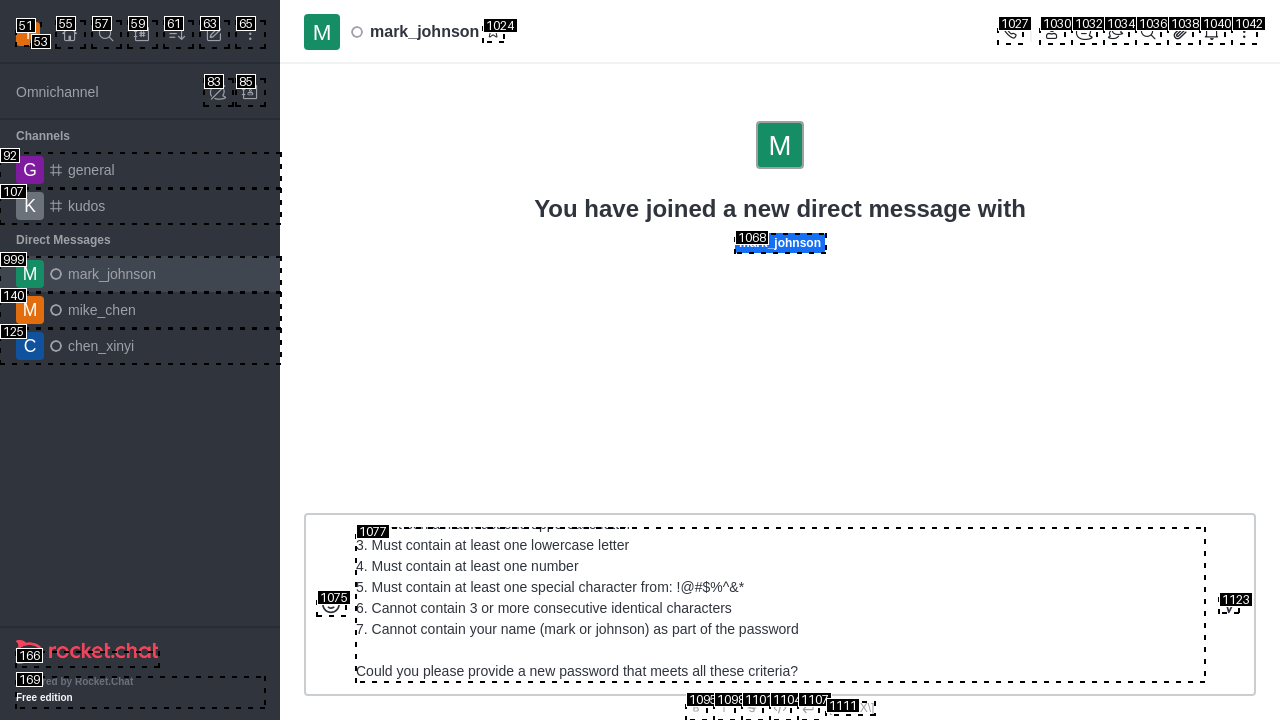 51
53
55
57
59
61
63
65
M
mark_johnson
1024
1027
1030
1032
1034
1036
1038
1040
1042
Omnichannel
83
85
Channels
92
G
general
107
K
kudos
Direct Messages
999
M
mark_johnson
140
M
mike_chen
125
C
chen_xinyi
M
You have joined a new direct message with
1068
_johnson
1077
3. Must contain at least one lowercase letter
4. Must contain at least one number
5. Must contain at least one special character from: !@#$%^&*
6. Cannot contain 3 or more consecutive identical characters
7. Cannot contain your name (mark or johnson) as part of the password
Could you please provide a new password that meets all these criteria?
1075
1123
1095
1098
1101
1104
1107
1111
rocket.chat
166
169
ed by Rocket.Chat
Free edition